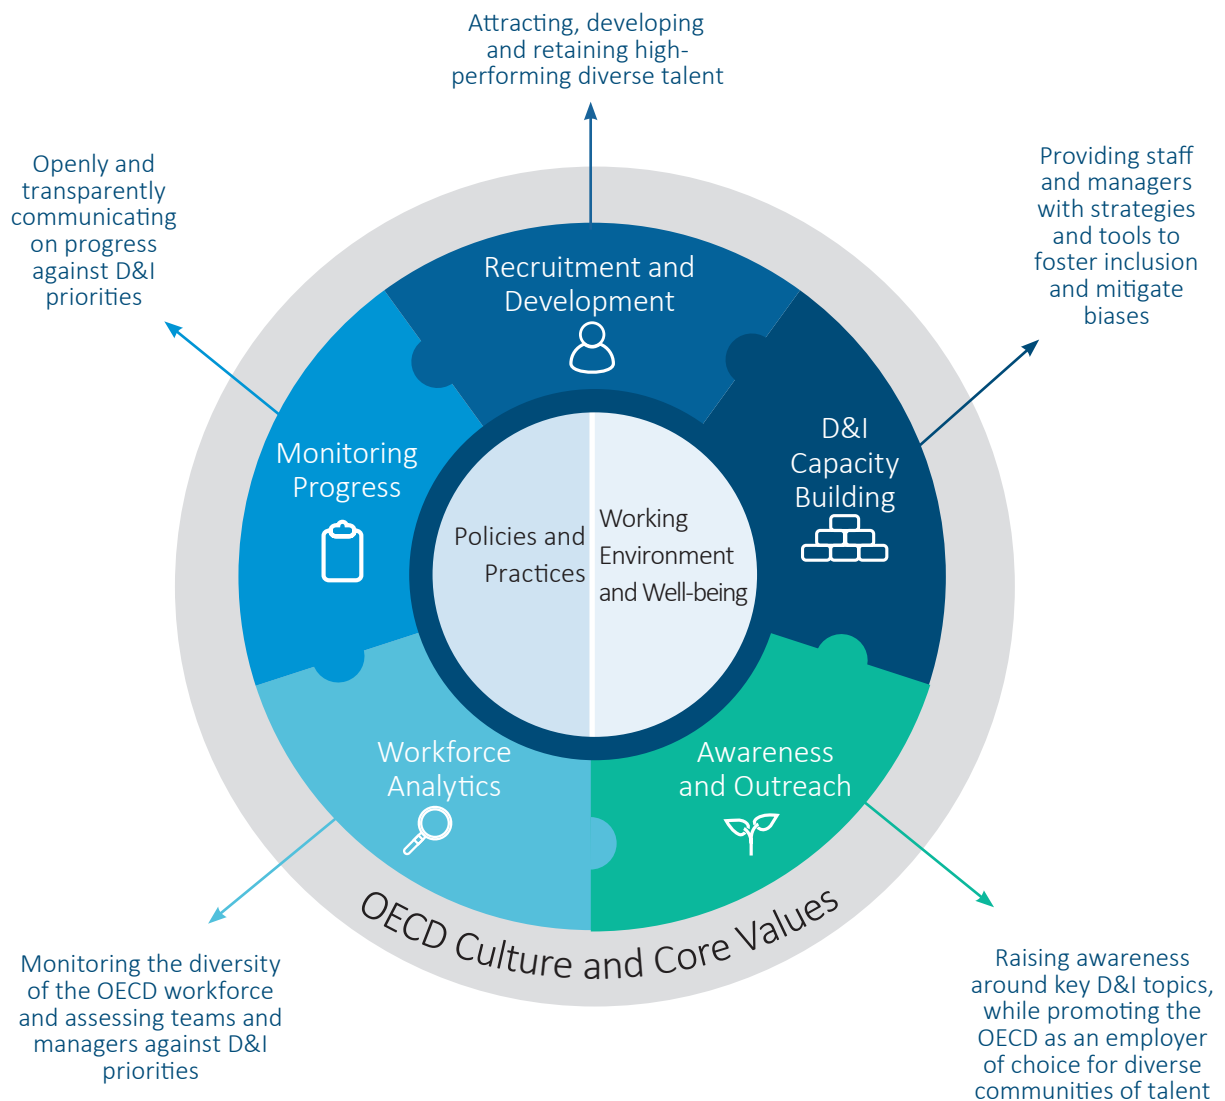 Attracting, developing
and retaining high-
performing diverse talent
Openly and
transparently
communicating
on progress
against D&I
priorities
Providing staff
and managers
with strategies
and tools to
foster inclusion
and mitigate
biases
Recruitment and
Development
Monitoring
Progress
D&I
Capacity
Building
Policies and
Practices
Working
Environment
and Well-being
Workforce
Analytics
Awareness
and Outreach
OECD Culture and Core Values
Monitoring the diversity
of the OECD workforce
and assessing teams and
managers against D&I
priorities
Raising awareness
around key D&I topics,
while promoting the
OECD as an employer
of choice for diverse
communities of talent